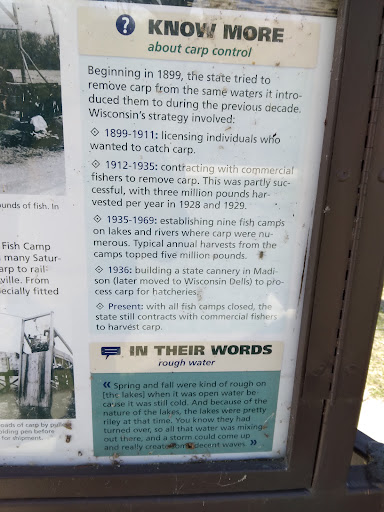 KNOW MORE
about carp control
Beginning in 1899, the state tried to
remove carp from the same waters it intro-
duced them to during the previous decade.
Wisconsin's strategy involved:
◈ 1899-1911: licensing individuals who
wanted to catch carp.
◈ 1912-1935: contracting with commercial
fishers to remove carp. This was partly suc-
cessful, with three million pounds har-
vested per year in 1928 and 1929.
◈ 1935-1969: establishing nine fish camps
on lakes and rivers where carp were nu-
merous. Typical annual harvests from the
camps topped five million pounds.
◈ 1936: building a state cannery in Madi-
son (later moved to Wisconsin Dells) to pro-
cess carp for hatcheries.
◈ Present: with all fish camps closed, the
state still contracts with commercial fishers
to harvest carp.
IN THEIR WORDS
rough water
« Spring and fall were kind of rough on
[the lakes] when it was open water be-
cause it was still cold. And because of the
nature of the lakes, the lakes were pretty
riley at that time. You know they had
turned over, so all that water was mixing
out there, and a storm could come up
and really create some decent waves. »
ounds of fish. In
Fish Camp
many Satur-
arp to rail-
ville. From
ecially fitted
oads of carp by
olding pen before
for shipment.